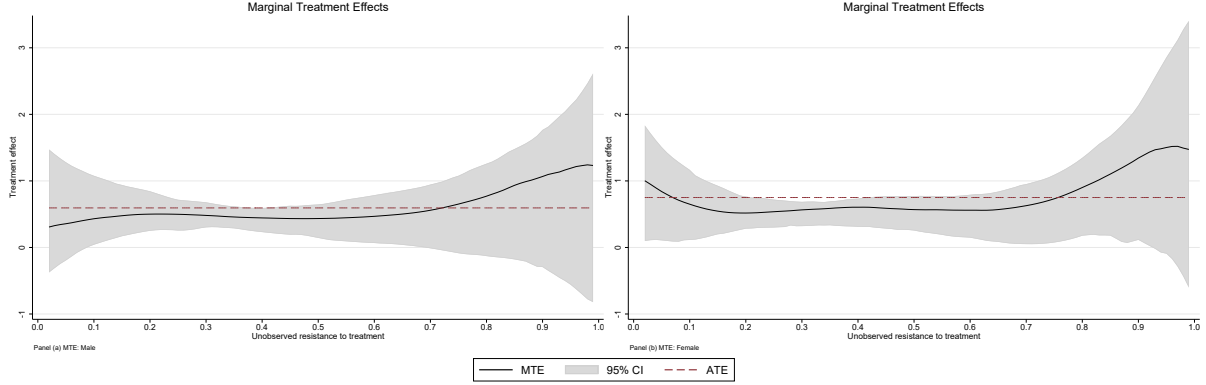 Marginal Treatment Effects
Treatment effect
3
2
1
0
-1
0.0 0.1 0.2 0.3 0.4 0.5 0.6 0.7 0.8 0.9 1.0
Unobserved resistance to treatment
Panel (a) MTE: Male
Marginal Treatment Effects
Treatment effect
3
2
1
0
-1
0.0 0.1 0.2 0.3 0.4 0.5 0.6 0.7 0.8 0.9 1.0
Unobserved resistance to treatment
Panel (b) MTE: Female
MTE 95% CI ATE